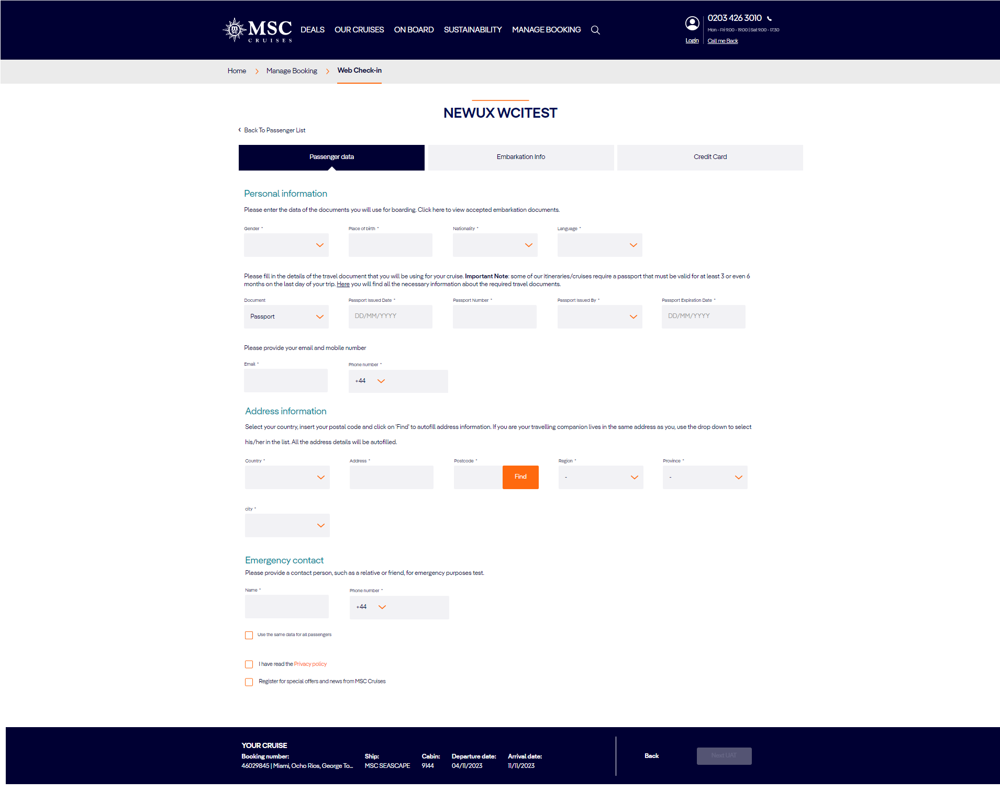 MSC
CRUISES
DEALS OUR CRUISES ON BOARD SUSTAINABILITY MANAGE BOOKING
0203 426 3010
Mon - Fri 9:00 - 19:00 | Sat 9:00 - 17:30
Login
Call me Back
Home > Manage Booking > Web Check-in
NEWUX WCITEST
Back To Passenger List
Passenger data
Embarkation Info
Credit Card
Personal information
Please enter the data of the documents you will use for boarding. Click here to view accepted embarkation documents.
Gender * Place of birth * Nationality * Language *
Please fill in the details of the travel document that you will be using for your cruise. Important Note: some of our itineraries/cruises require a passport that must be valid for at least 3 or even 6
months on the last day of your trip. Here you will find all the necessary information about the required travel documents.
Document Passport Issued Date * Passport Number * Passport Issued By * Passport Expiration Date *
Passport DD/MM/YYYY DD/MM/YYYY
Please provide your email and mobile number
Email * Phone number *
+44
Address information
Select your country, insert your postal code and click on 'Find' to autofill address information. If you are your travelling companion lives in the same address as you, use the drop down to select
his/her in the list. All the address details will be autofilled.
Country * Address * Postcode * Region * Province *
Find - -
city *
Emergency contact
Please provide a contact person, such as a relative or friend, for emergency purposes test.
Name * Phone number *
+44
Use the same data for all passengers
I have read the Privacy policy
Register for special offers and news from MSC Cruises
YOUR CRUISE
Booking number: Ship: Cabin: Departure date: Arrival date:
46029845 | Miami, Ocho Rios, George To... MSC SEASCAPE 9144 04/11/2023 11/11/2023
Back
Next UAT